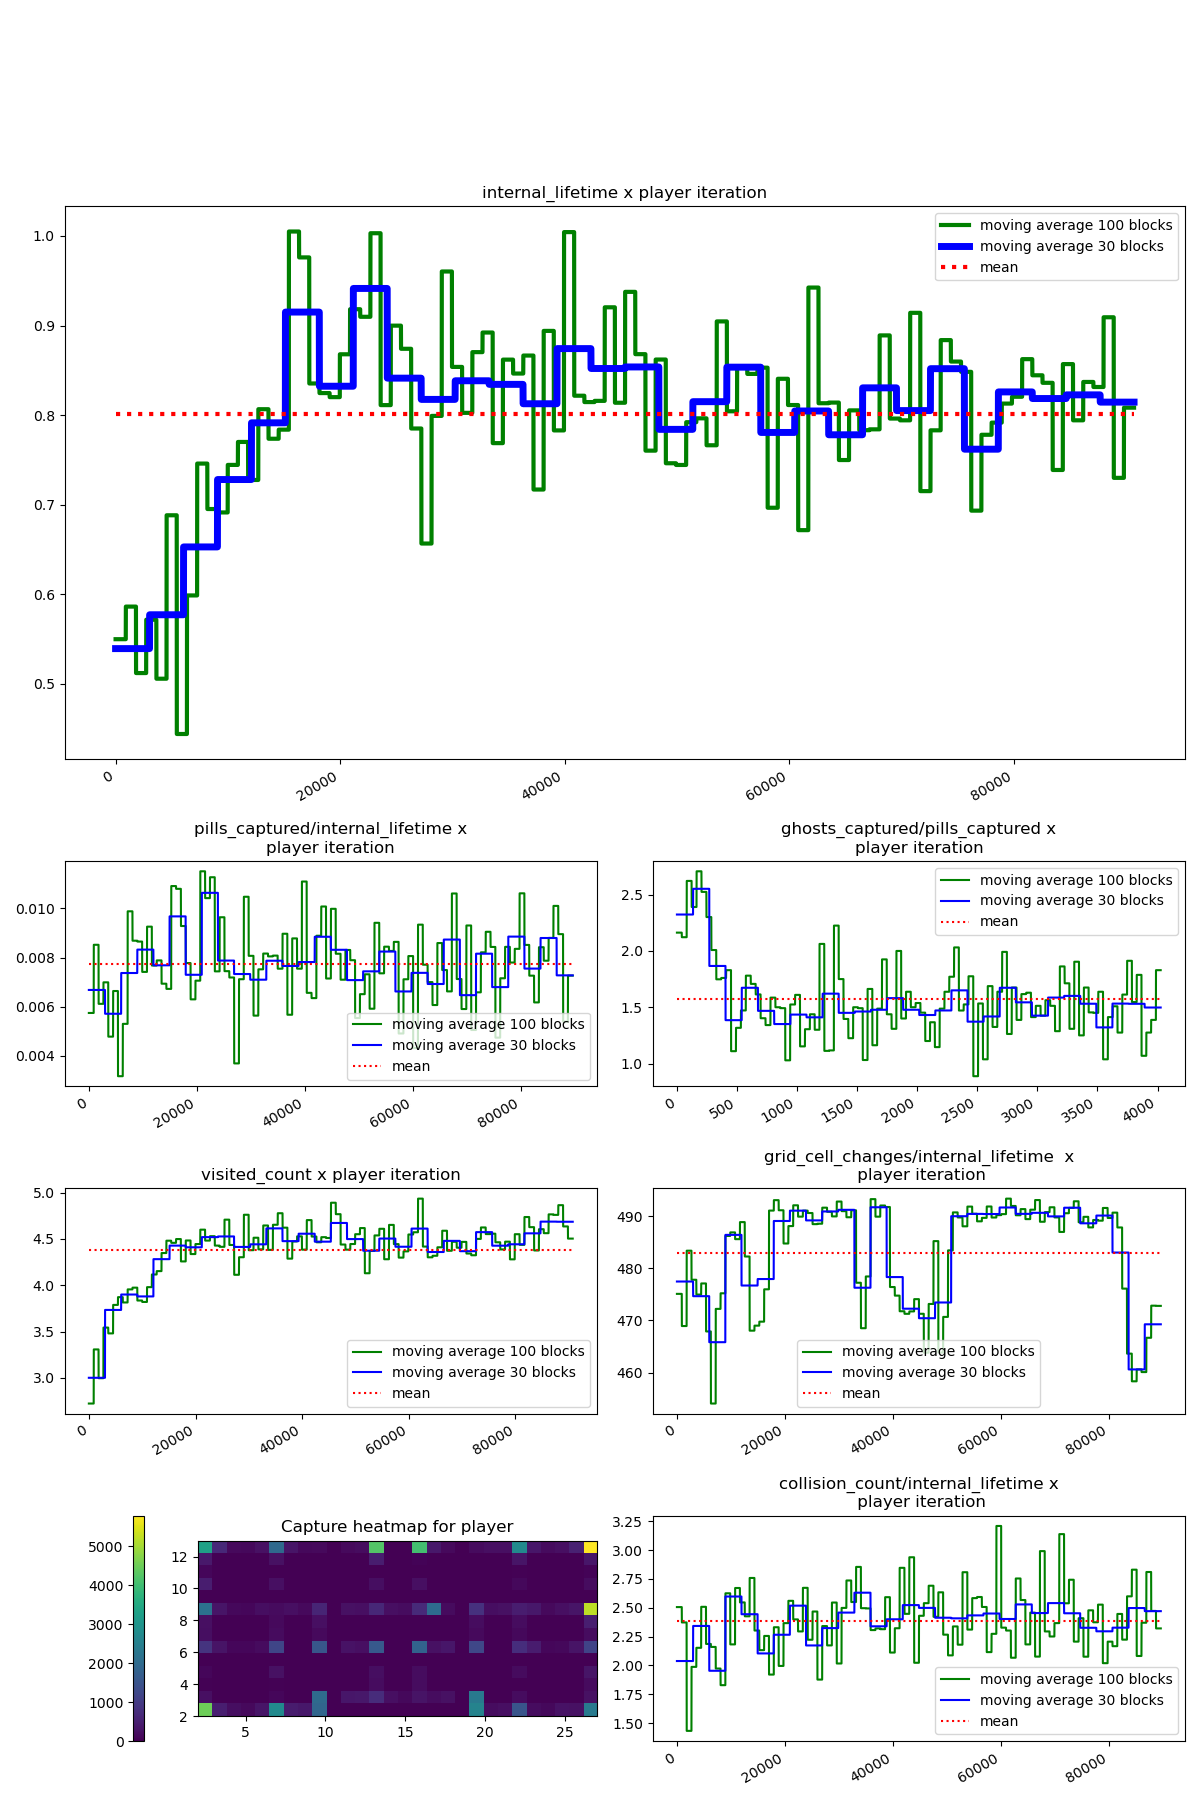 internal_lifetime x player iteration
1.0
0.9
0.8
0.7
0.6
0.5
moving average 100 blocks
moving average 30 blocks
mean
0
20000
40000
60000
80000
pills_captured/internal_lifetime x
player iteration
0.010
0.008
0.006
0.004
moving average 100 blocks
moving average 30 blocks
mean
0
20000
40000
60000
80000
ghosts_captured/pills_captured x
player iteration
2.5
2.0
1.5
1.0
moving average 100 blocks
moving average 30 blocks
mean
0
500
1000
1500
2000
2500
3000
3500
4000
visited_count x player iteration
5.0
4.5
4.0
3.5
3.0
moving average 100 blocks
moving average 30 blocks
mean
0
20000
40000
60000
80000
grid_cell_changes/internal_lifetime  x
player iteration
490
480
470
460
moving average 100 blocks
moving average 30 blocks
mean
0
20000
40000
60000
80000
5000
4000
3000
2000
1000
0
Capture heatmap for player
12
10
8
6
4
2
5
10
15
20
25
collision_count/internal_lifetime x
player iteration
3.25
3.00
2.75
2.50
2.25
2.00
1.75
1.50
moving average 100 blocks
moving average 30 blocks
mean
0
20000
40000
60000
80000